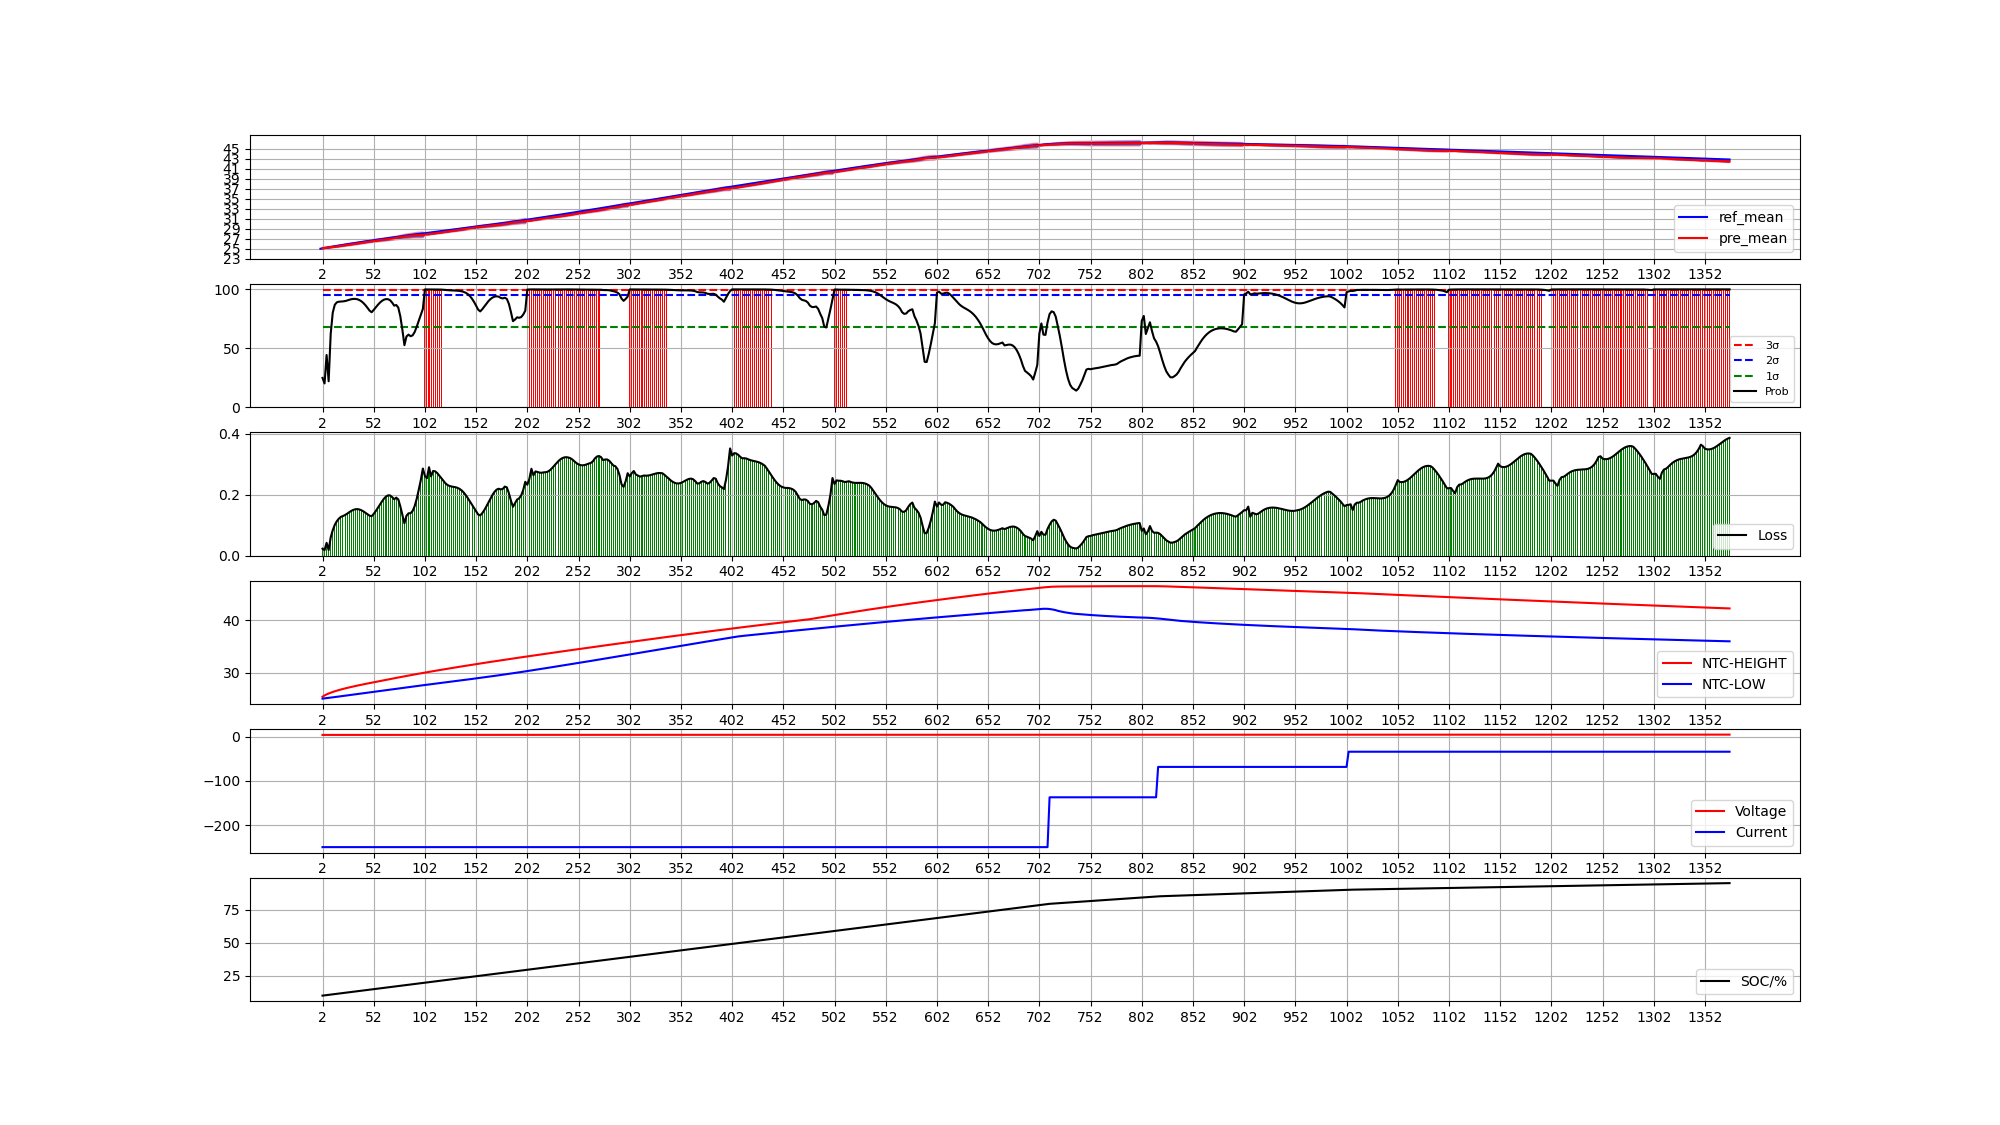 45
43
41
39
37
35
33
31
29
27
25
23
ref_mean
pre_mean
2 52 102 152 202 252 302 352 402 452 502 552 602 652 702 752 802 852 902 952 1002 1052 1102 1152 1202 1252 1302 1352
100
50
0
3σ
2σ
1σ
Prob
2 52 102 152 202 252 302 352 402 452 502 552 602 652 702 752 802 852 902 952 1002 1052 1102 1152 1202 1252 1302 1352
0.4
0.2
0.0
Loss
2 52 102 152 202 252 302 352 402 452 502 552 602 652 702 752 802 852 902 952 1002 1052 1102 1152 1202 1252 1302 1352
40
30
NTC-HEIGHT
NTC-LOW
2 52 102 152 202 252 302 352 402 452 502 552 602 652 702 752 802 852 902 952 1002 1052 1102 1152 1202 1252 1302 1352
0
−100
−200
Voltage
Current
2 52 102 152 202 252 302 352 402 452 502 552 602 652 702 752 802 852 902 952 1002 1052 1102 1152 1202 1252 1302 1352
75
50
25
SOC/%
2 52 102 152 202 252 302 352 402 452 502 552 602 652 702 752 802 852 902 952 1002 1052 1102 1152 1202 1252 1302 1352